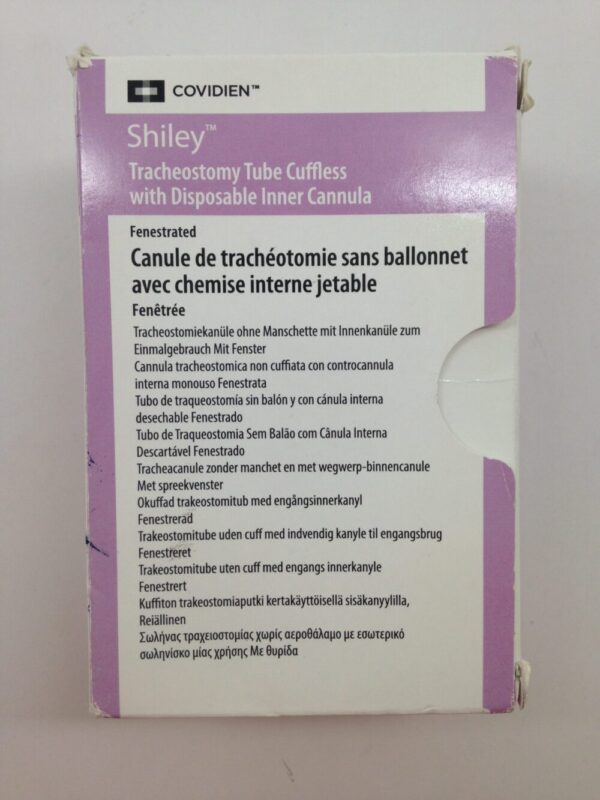 COVIDIEN™
Shiley™
Tracheostomy Tube Cuffless
with Disposable Inner Cannula
Fenestrated
Canule de trachéotomie sans ballonnet
avec chemise interne jetable
Fenêtrée
Tracheostomiekanüle ohne Manschette mit Innenkanüle zum
Einmalgebrauch Mit Fenster
Cannula tracheostomica non cuffiata con controcannula
interna monouso Fenestrata
Tubo de traqueostomía sin balón y con cánula interna
desechable Fenestrado
Tubo de Traqueostomia Sem Balão com Cânula Interna
Descartável Fenestrado
Tracheacanule zonder manchet en met wegwerp-binnencanule
Met spreekvenster
Okuffad trakeostomitub med engångsinnerkanyl
Fenestrerad
Trakeostomitube uden cuff med indvendig kanyle til engangsbrug
Fenestreret
Trakeostomitube uten cuff med engangs innerkanyle
Fenestrert
Kuffiton trakeostomiaputki kertakäyttöisellä sisäkanyylilla,
Reiällinen
Σωλήνας τραχειοστομίας χωρίς αεροθάλαμο με εσωτερικό
σωληνίσκο μίας χρήσης Με θυρίδα